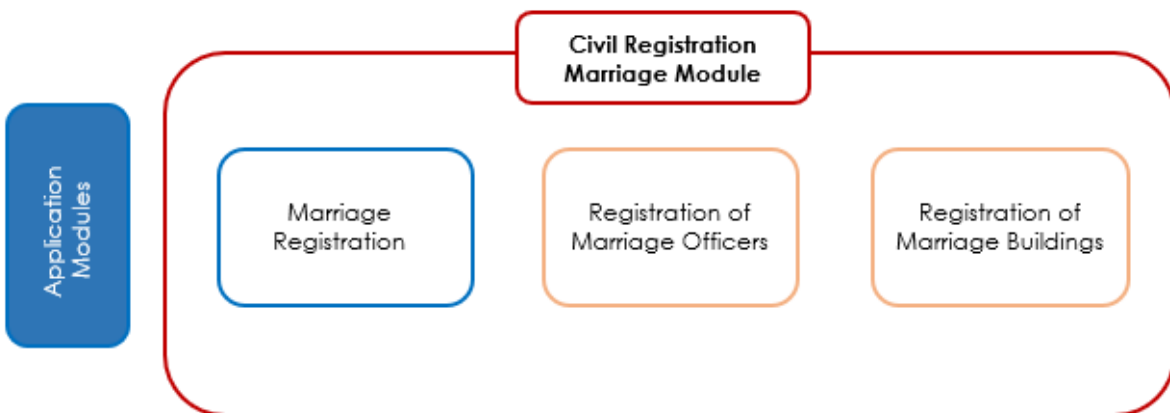 Civil Registration
Marriage Module
Application
Modules
Marriage
Registration
Registration of
Marriage Officers
Registration of
Marriage Buildings